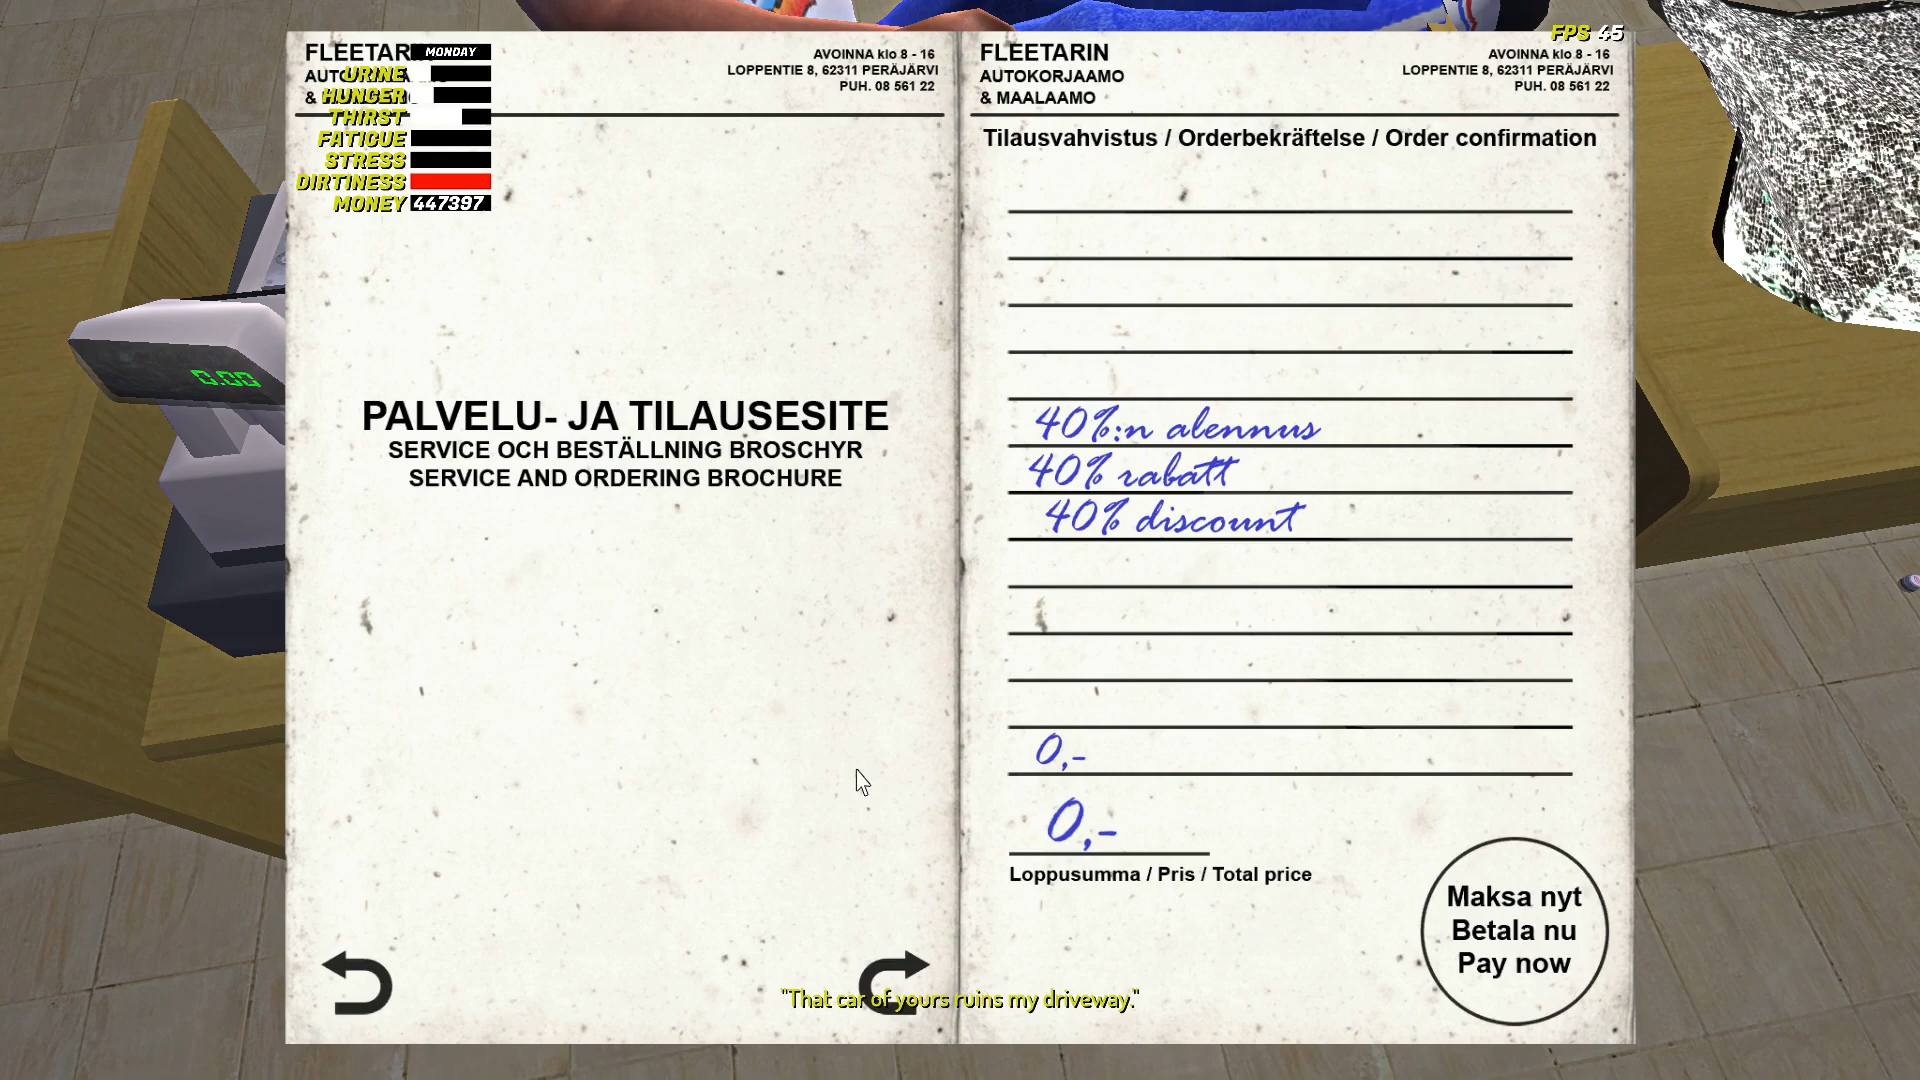 FPS 45
MONDAY
URINE
HUNGER
THIRST
FATIGUE
STRESS
DIRTINESS
MONEY 447397
FLEETAR
AUTO
&
AVOINNA klo 8 - 16
LOPPENTIE 8, 62311 PERÄJÄRVI
PUH. 08 561 22
0.00
PALVELU- JA TILAUSESITE
SERVICE OCH BESTÄLLNING BROSCHYR
SERVICE AND ORDERING BROCHURE
FLEETARIN
AUTOKORJAAMO
& MAALAAMO
AVOINNA klo 8 - 16
LOPPENTIE 8, 62311 PERÄJÄRVI
PUH. 08 561 22
Tilausvahvistus / Orderbekräftelse / Order confirmation
40%:n alennus
40% rabatt
40% discount
0,-
0,-
Loppusumma / Pris / Total price
Maksa nyt
Betala nu
Pay now
"That car of yours ruins my driveway."